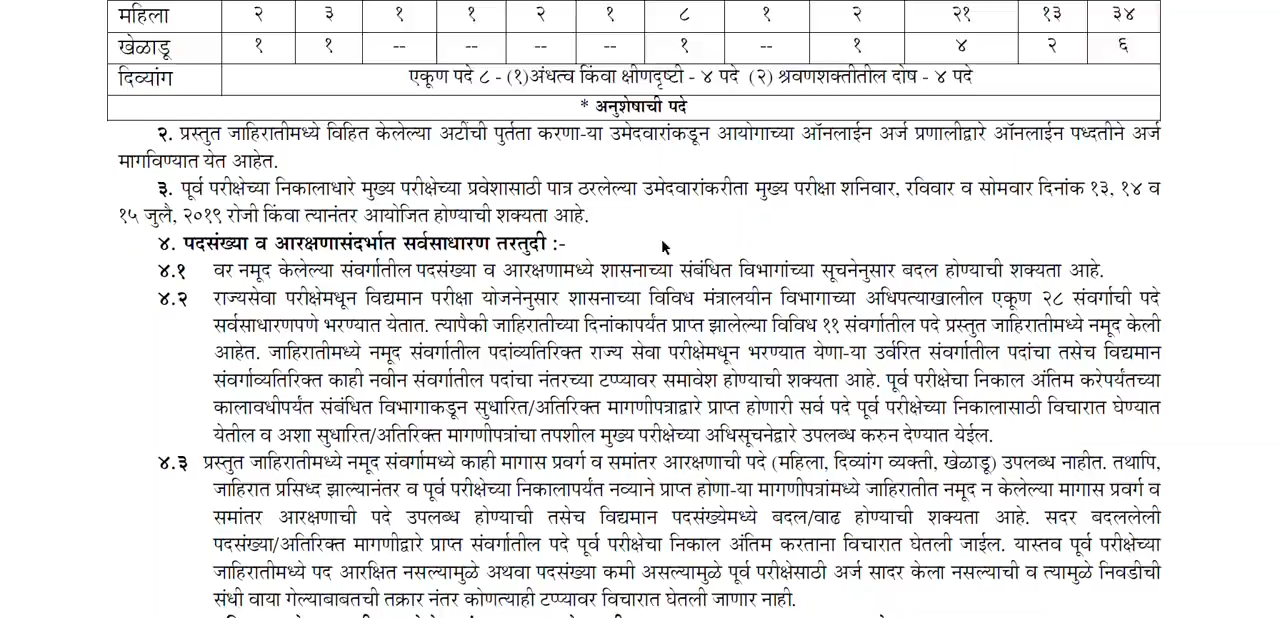 महिला २ ३ १ १ २ १ ८ १ २ २१ १३ ३४
खेळाडू १ १ -- -- -- -- १ -- १ ४ २ ६
दिव्यांग एकूण पदे ८ - (१)अंधत्व किंवा क्षीणदृष्टी - ४ पदे (२) श्रवणशक्तीतील दोष - ४ पदे
* अनुशेषाची पदे
२. प्रस्तुत जाहिरातीमध्ये विहित केलेल्या अटींची पुर्तता करणा-या उमेदवारांकडून आयोगाच्या ऑनलाईन अर्ज प्रणालीद्वारे ऑनलाईन पध्दतीने अर्ज
मागविण्यात येत आहेत.
३. पूर्व परीक्षेच्या निकालाधारे मुख्य परीक्षेच्या प्रवेशासाठी पात्र ठरलेल्या उमेदवारांकरीता मुख्य परीक्षा शनिवार, रविवार व सोमवार दिनांक १३, १४ व
१५ जुलै, २०१९ रोजी किंवा त्यानंतर आयोजित होण्याची शक्यता आहे.
४. पदसंख्या व आरक्षणासंदर्भात सर्वसाधारण तरतुदी :-
४.१ वर नमूद केलेल्या संवर्गातील पदसंख्या व आरक्षणामध्ये शासनाच्या संबंधित विभागांच्या सूचनेनुसार बदल होण्याची शक्यता आहे.
४.२ राज्यसेवा परीक्षेमधून विद्यमान परीक्षा योजनेनुसार शासनाच्या विविध मंत्रालयीन विभागाच्या अधिपत्याखालील एकूण २८ संवर्गाची पदे
सर्वसाधारणपणे भरण्यात येतात. त्यापैकी जाहिरातीच्या दिनांकापर्यंत प्राप्त झालेल्या विविध ११ संवर्गातील पदे प्रस्तुत जाहिरातीमध्ये नमूद केली
आहेत. जाहिरातीमध्ये नमूद संवर्गातील पदांव्यतिरिक्त राज्य सेवा परीक्षेमधून भरण्यात येणा-या उर्वरित संवर्गातील पदांचा तसेच विद्यमान
संवर्गाव्यतिरिक्त काही नवीन संवर्गातील पदांचा नंतरच्या टप्प्यावर समावेश होण्याची शक्यता आहे. पूर्व परीक्षेचा निकाल अंतिम करेपर्यंतच्या
कालावधीपर्यंत संबंधित विभागाकडून सुधारित/अतिरिक्त मागणीपत्राद्वारे प्राप्त होणारी सर्व पदे पूर्व परीक्षेच्या निकालासाठी विचारात घेण्यात
येतील व अशा सुधारित/अतिरिक्त मागणीपत्रांचा तपशील मुख्य परीक्षेच्या अधिसूचनेद्वारे उपलब्ध करुन देण्यात येईल.
४.३ प्रस्तुत जाहिरातीमध्ये नमूद संवर्गामध्ये काही मागास प्रवर्ग व समांतर आरक्षणाची पदे (महिला, दिव्यांग व्यक्ती, खेळाडू) उपलब्ध नाहीत. तथापि,
जाहिरात प्रसिध्द झाल्यानंतर व पूर्व परीक्षेच्या निकालापर्यंत नव्याने प्राप्त होणा-या मागणीपत्रांमध्ये जाहिरातीत नमूद न केलेल्या मागास प्रवर्ग व
समांतर आरक्षणाची पदे उपलब्ध होण्याची तसेच विद्यमान पदसंख्येमध्ये बदल/वाढ होण्याची शक्यता आहे. सदर बदललेली
पदसंख्या/अतिरिक्त मागणीद्वारे प्राप्त संवर्गातील पदे पूर्व परीक्षेचा निकाल अंतिम करताना विचारात घेतली जाईल. यास्तव पूर्व परीक्षेच्या
जाहिरातीमध्ये पद आरक्षित नसल्यामुळे अथवा पदसंख्या कमी असल्यामुळे पूर्व परीक्षेसाठी अर्ज सादर केला नसल्याची व त्यामुळे निवडीची
संधी वाया गेल्याबाबतची तक्रार नंतर कोणत्याही टप्प्यावर विचारात घेतली जाणार नाही.